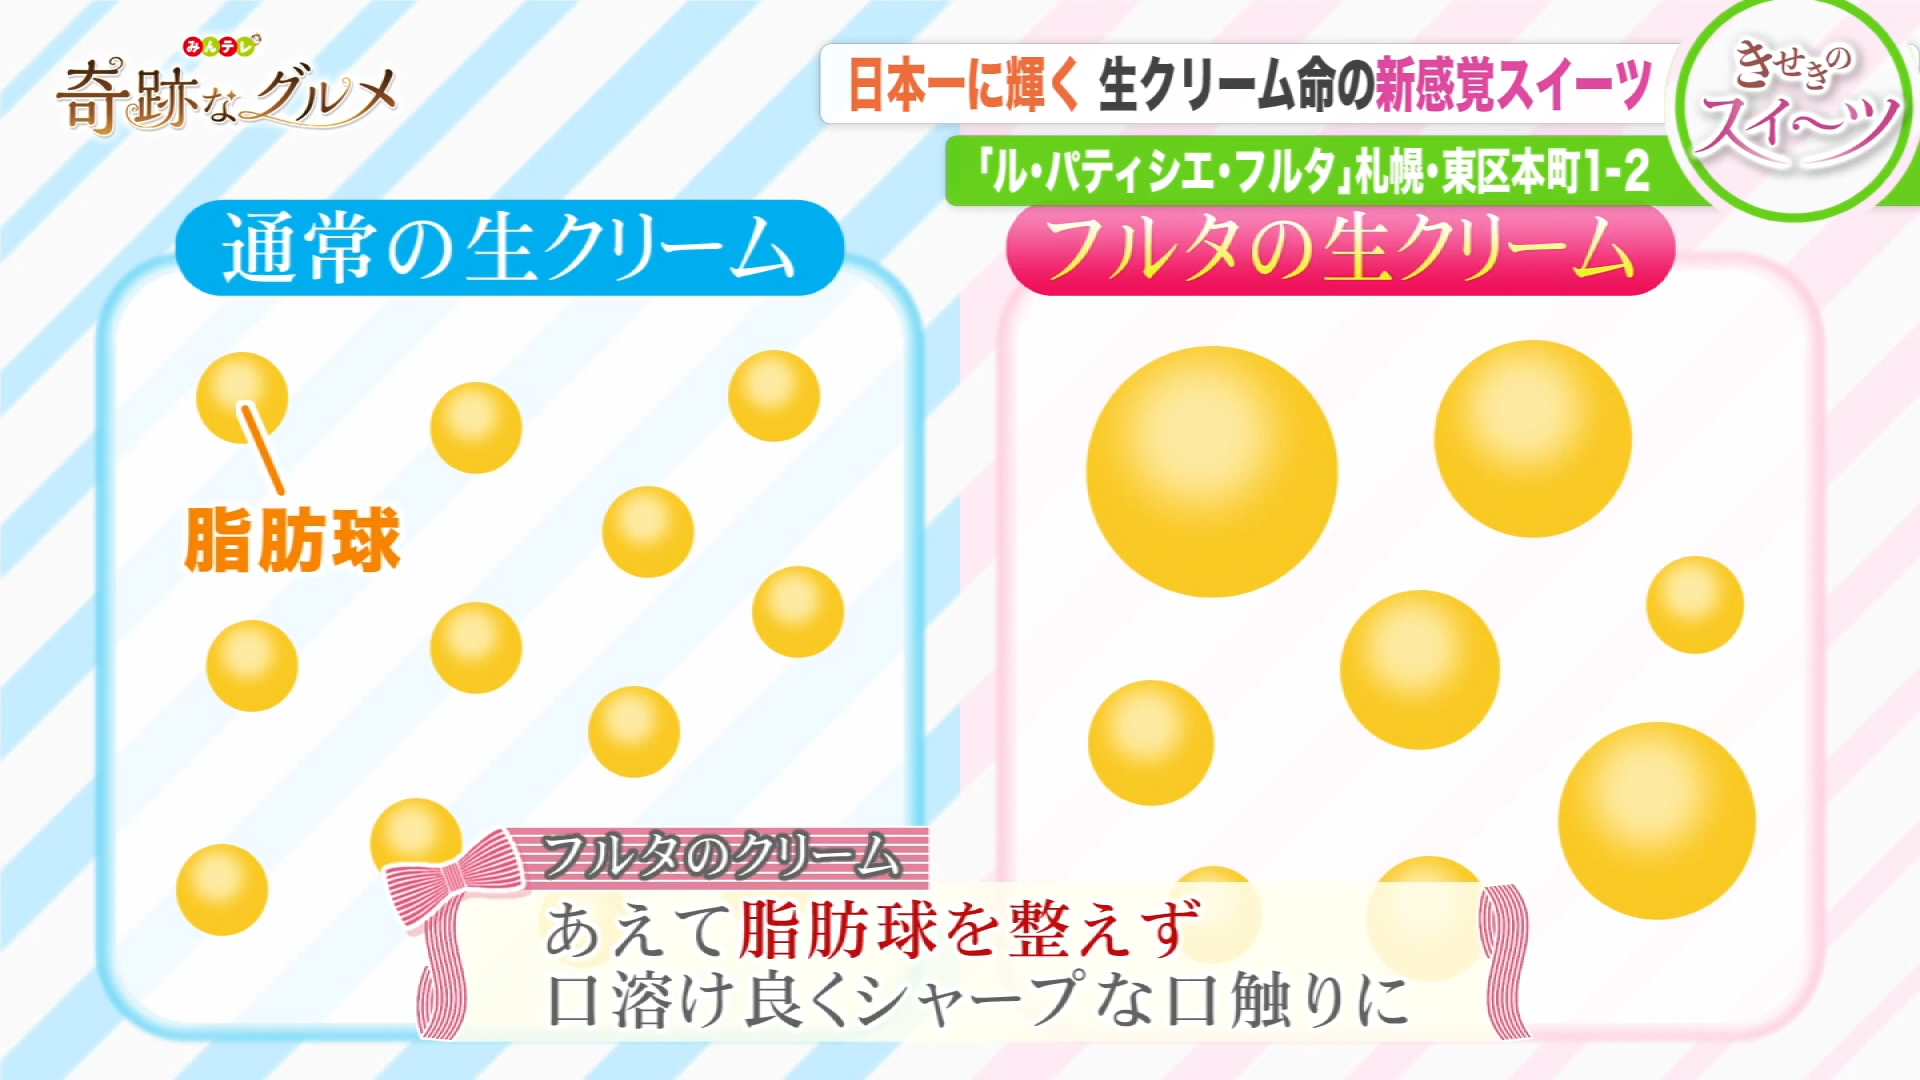 みんテレ
奇跡なグルメ
日本一に輝く 生クリーム命の新感覚スイーツ
きせきの
スイ〜ツ
「ル・パティシエ・フルタ」札幌・東区本町1-2
通常の生クリーム
フルタの生クリーム
脂肪球
フルタのクリーム
あえて脂肪球を整えず
口溶け良くシャープな口触りに